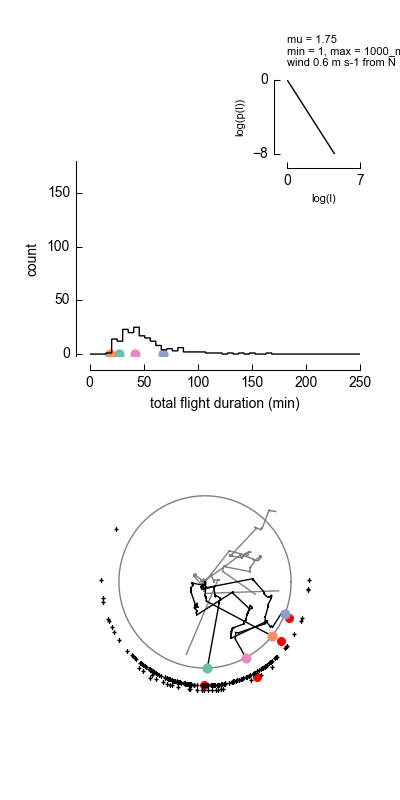 mu = 1.75
min = 1, max = 1000_m
wind 0.6 m s-1 from N
0
−8
log(p(l))
0 7
log(l)
150
100
50
0
count
0 50 100 150 200 250
total flight duration (min)